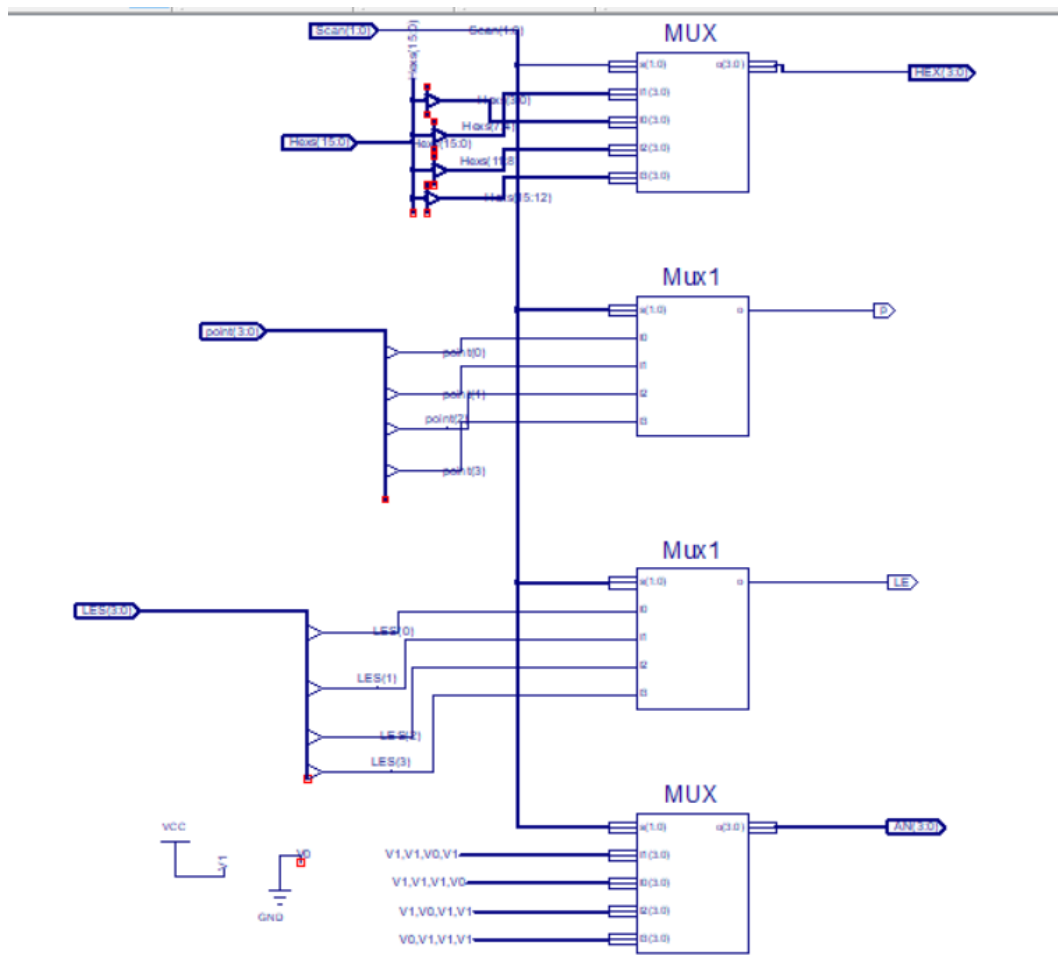 Scan(1:0)
Scan(1:0)
MUX
Hexs(15:0)
s(1:0)
o(3:0)
HEX(3:0)
I1(3:0)
Hexs(3:0)
I0(3:0)
Hexs(7:4)
Hexs(15:0)
Hexs(15:0)
I2(3:0)
Hexs(11:8
I3(3:0)
Hexs(15:12)
Mux1
s(1:0)
o
P
point(3:0)
I0
point(0)
I1
point(1)
I2
point(2)
I3
point(3)
Mux1
s(1:0)
o
LE
LES(3:0)
I0
LES(0)
I1
I2
LES(1)
I3
LES(2)
LES(3)
MUX
VCC
s(1:0)
o(3:0)
AN(3:0)
V1
V0
V1,V1,V0,V1
I1(3:0)
V1,V1,V1,V0
I0(3:0)
GND
V1,V0,V1,V1
I2(3:0)
V0,V1,V1,V1
I3(3:0)